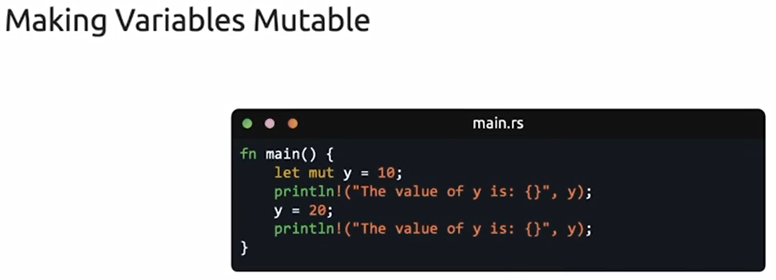 Making Variables Mutable
main.rs
fn main() {
    let mut y = 10;
    println!("The value of y is: {}", y);
    y = 20;
    println!("The value of y is: {}", y);
}